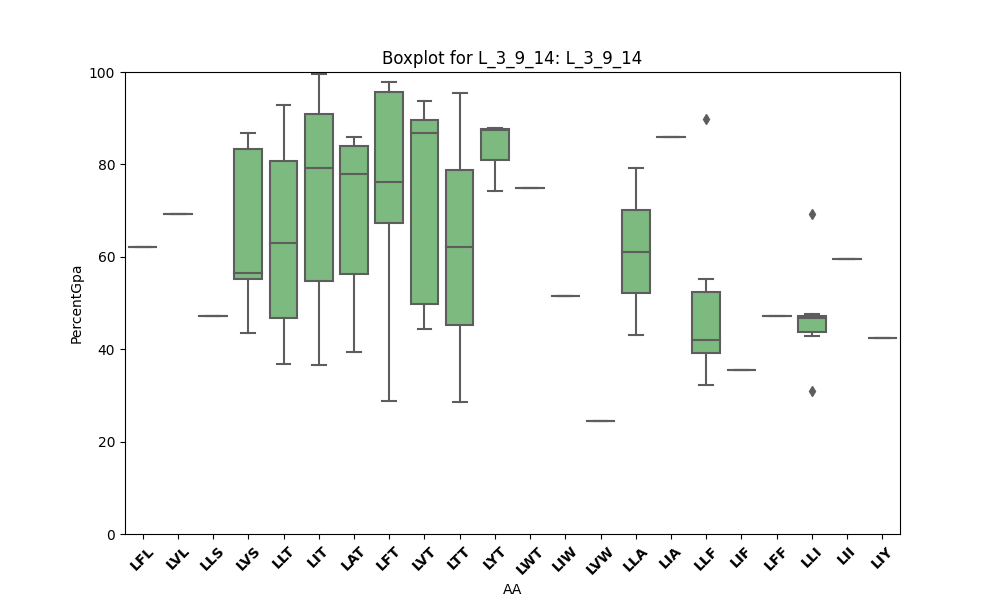 Boxplot for L_3_9_14: L_3_9_14
100
80
60
40
20
0
PercentGpa
LFL LVL LLS LVS LLT LIT LAT LFT LVT LTT LYT LWT LIW LVW LLA LIA LLF LIF LFF LLI LII LIY
AA